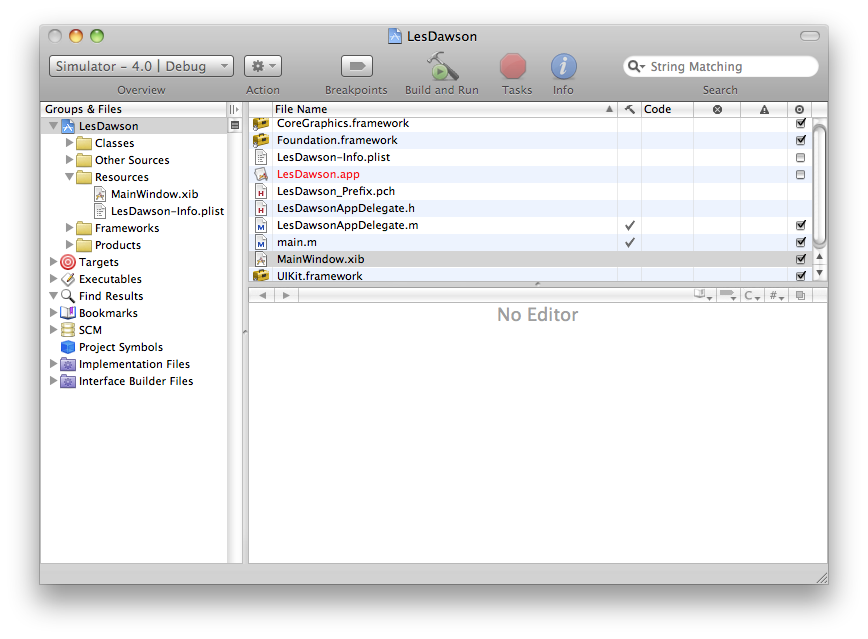 LesDawson
Simulator - 4.0 | Debug
String Matching
Overview
Action
Breakpoints
Build and Run
Tasks
Info
Search
Groups & Files
LesDawson
Classes
Other Sources
Resources
MainWindow.xib
LesDawson-Info.plist
Frameworks
Products
Targets
Executables
Find Results
Bookmarks
SCM
Project Symbols
Implementation Files
Interface Builder Files
File Name
Code
CoreGraphics.framework
Foundation.framework
LesDawson-Info.plist
LesDawson.app
LesDawson_Prefix.pch
LesDawsonAppDelegate.h
LesDawsonAppDelegate.m
main.m
MainWindow.xib
UIKit.framework
C
#
No Editor